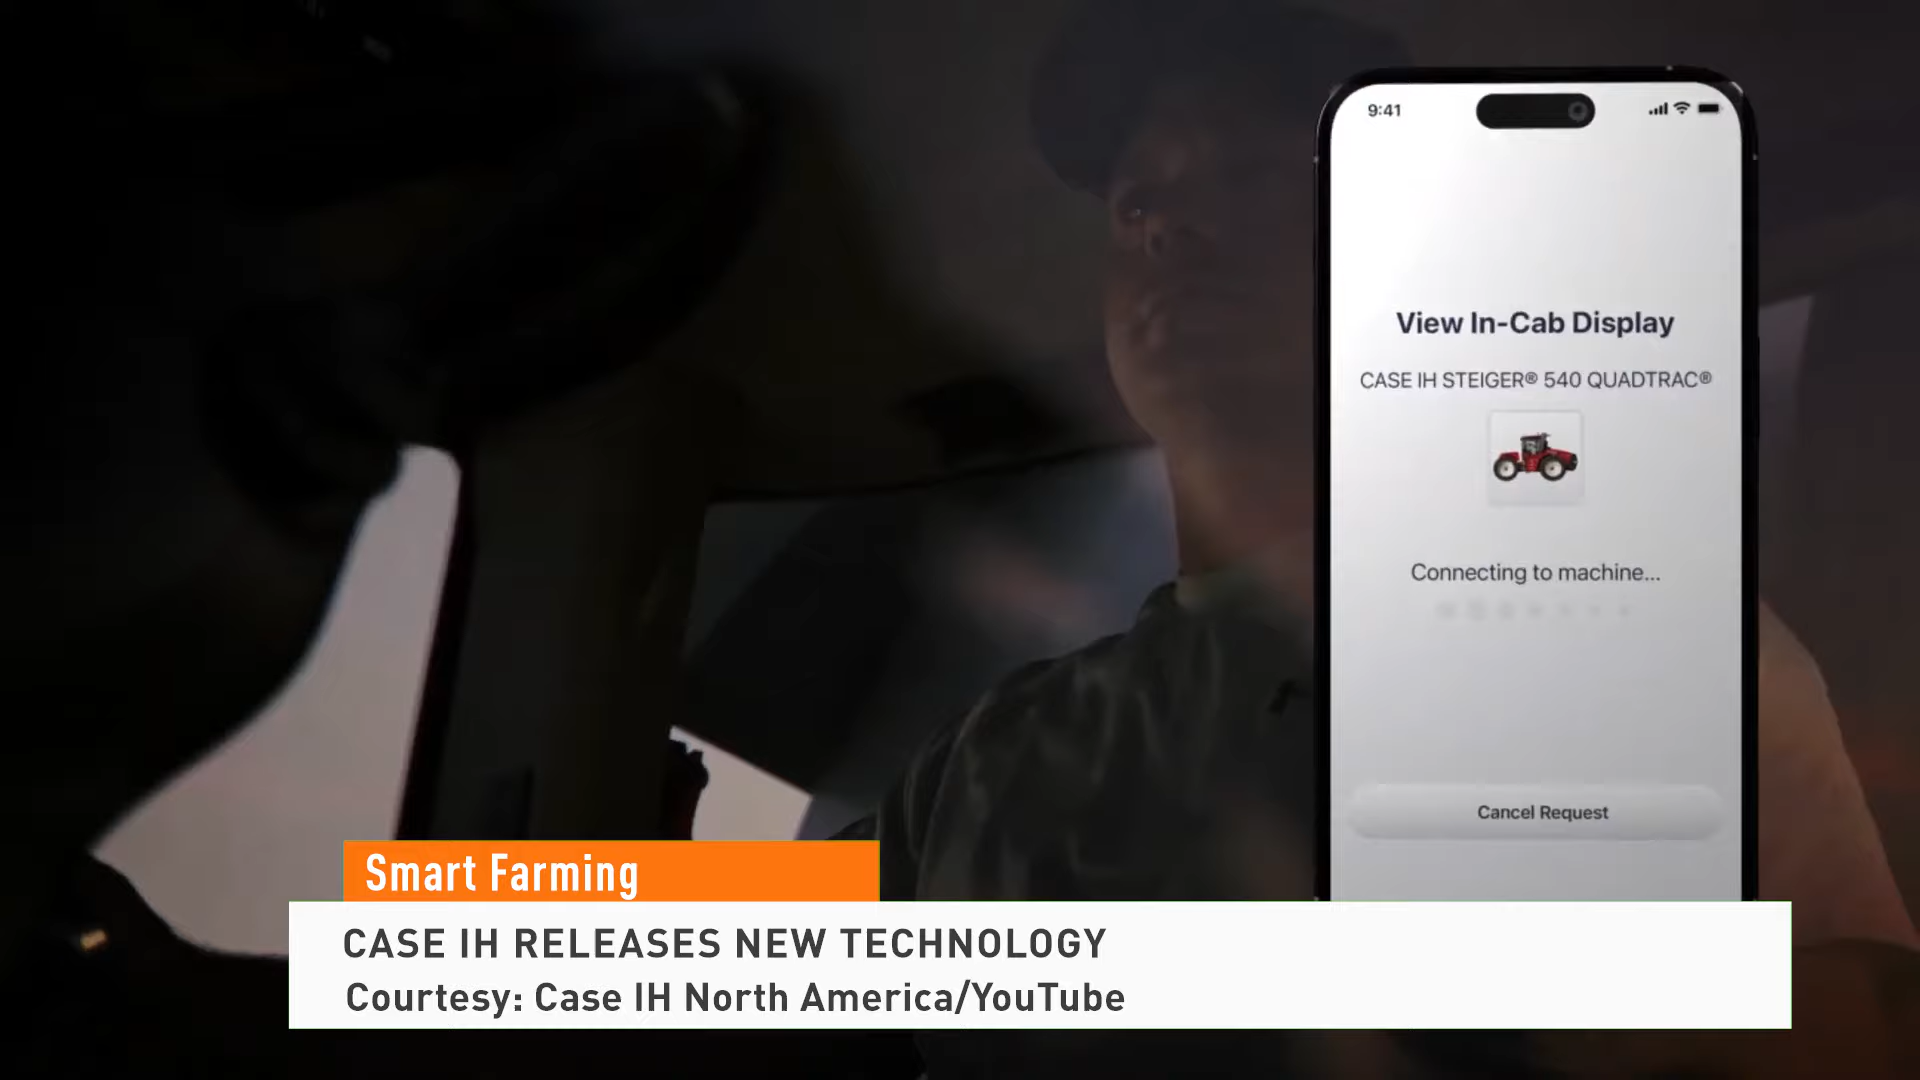 9:41
View In-Cab Display
CASE IH STEIGER® 540 QUADTRAC®
Connecting to machine...
Cancel Request
Smart Farming
CASE IH RELEASES NEW TECHNOLOGY
Courtesy: Case IH North America/YouTube